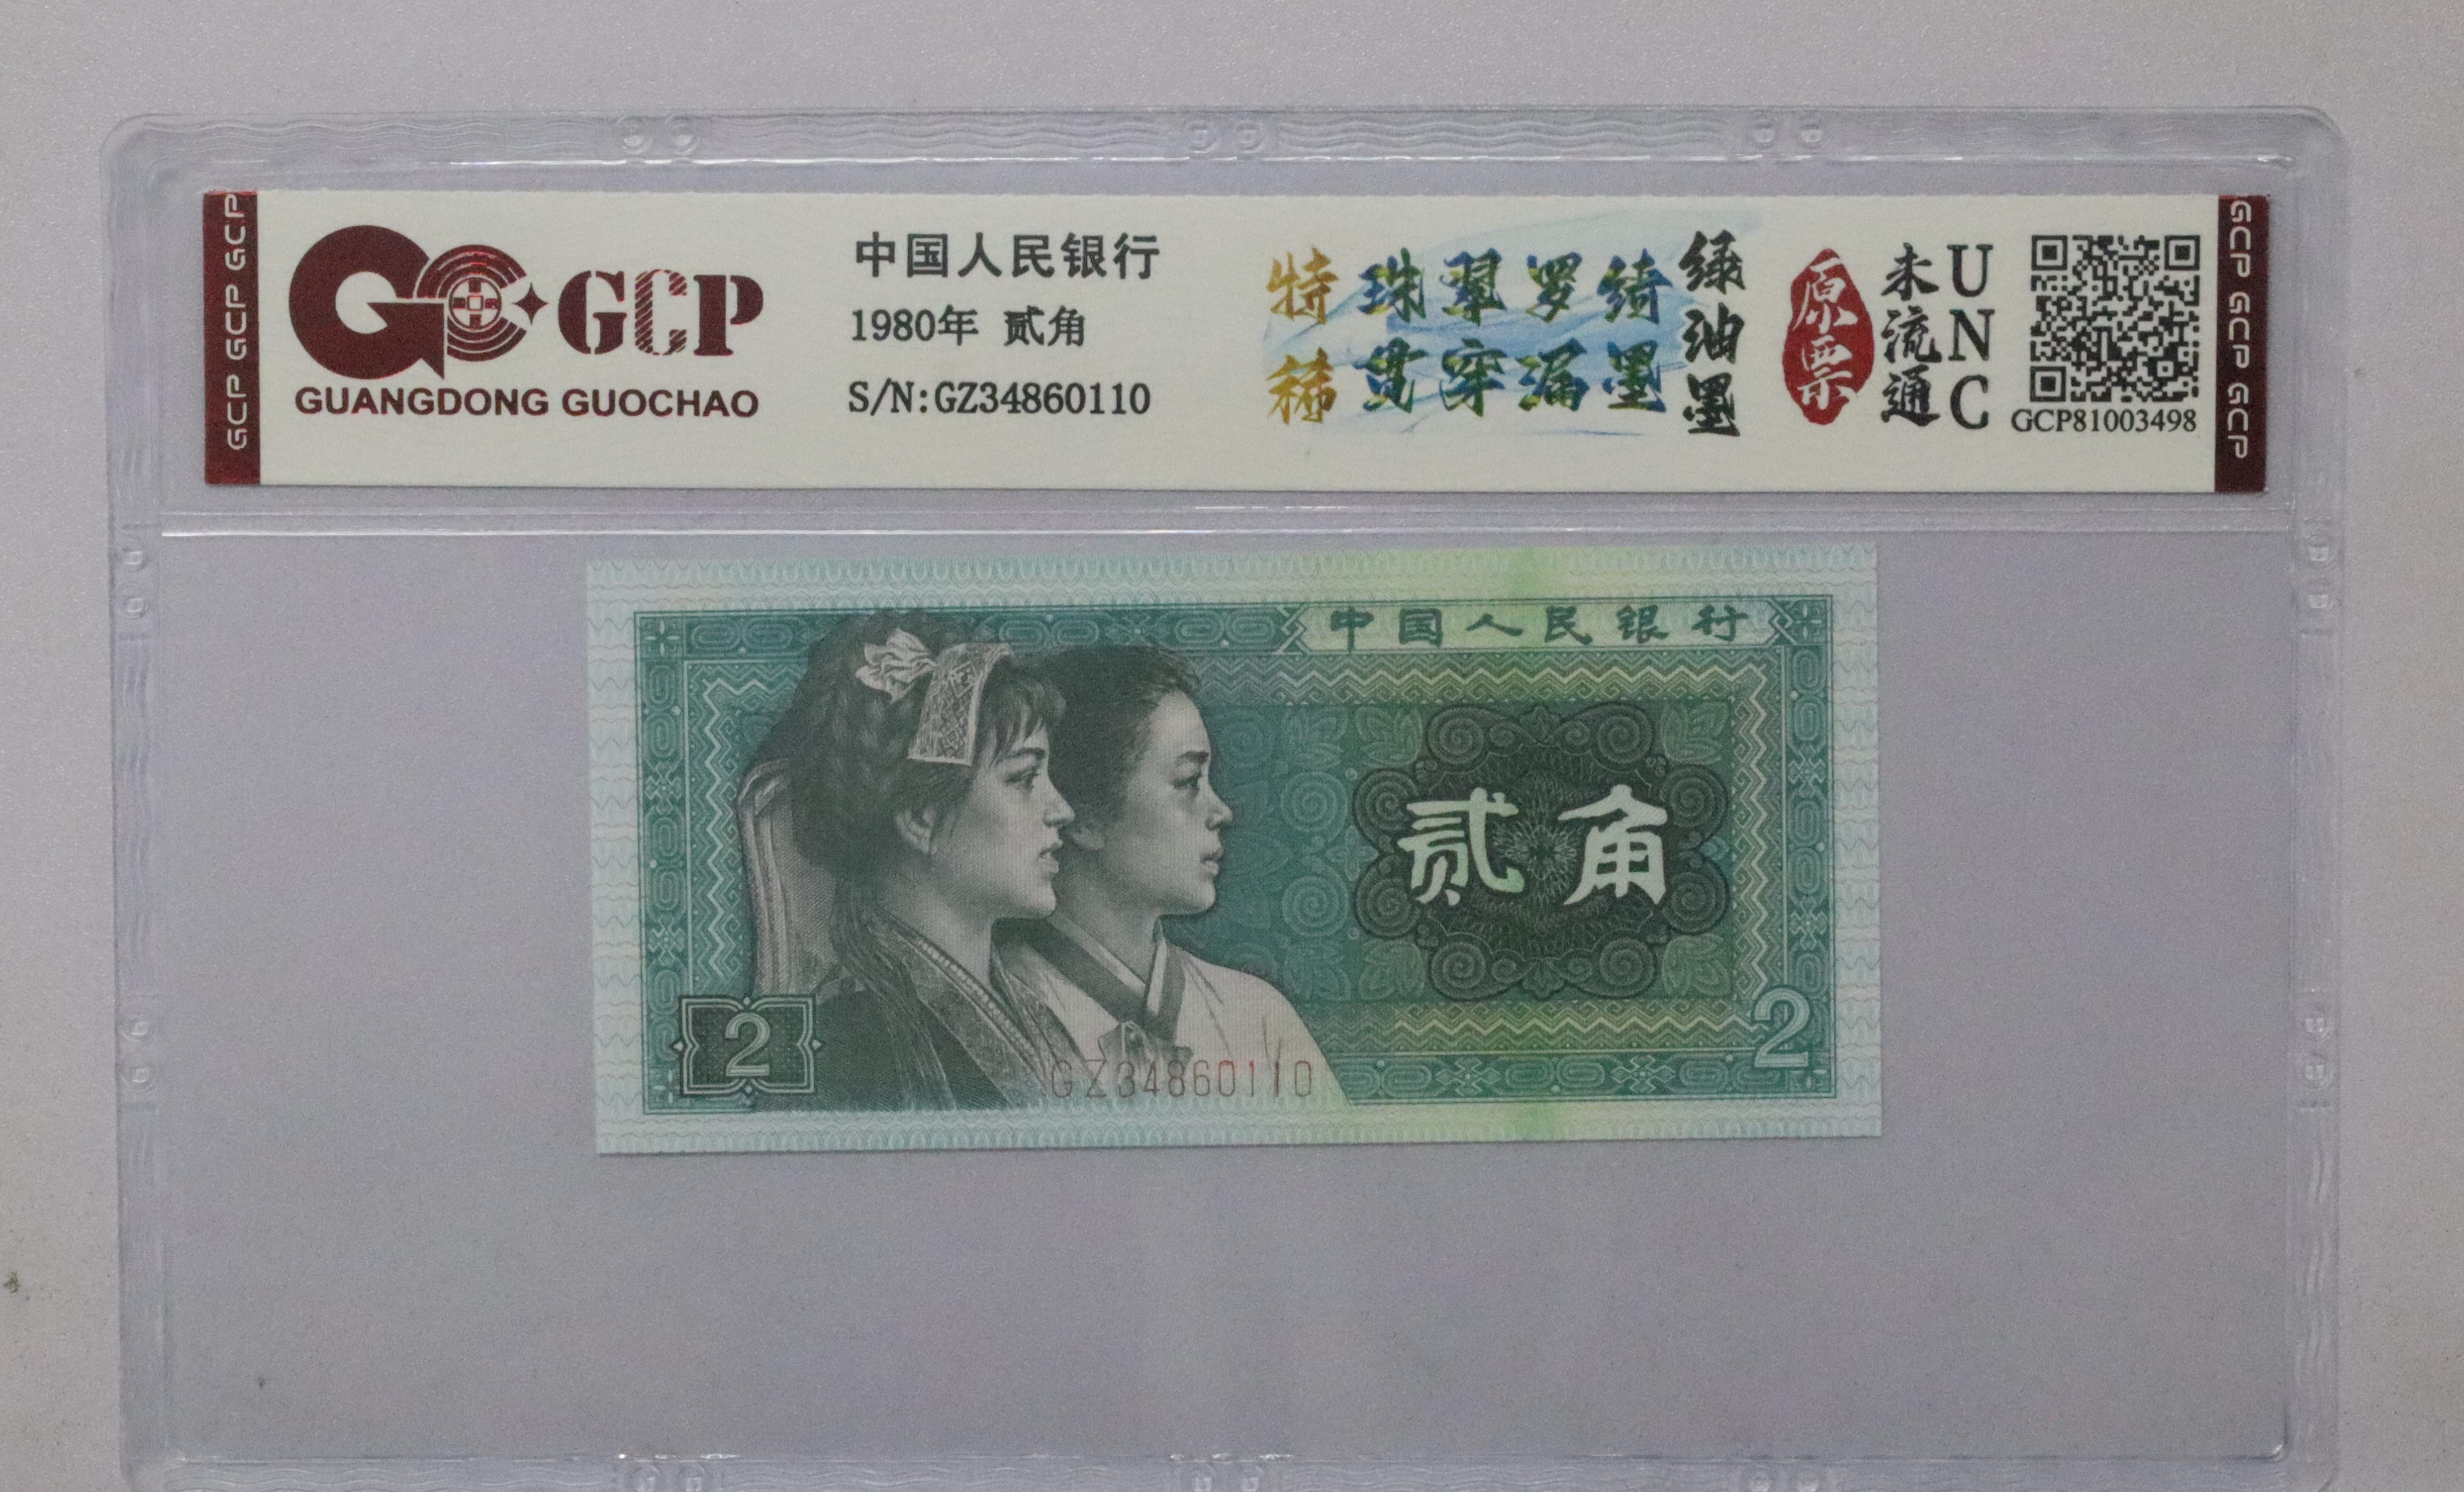 GCP GCP GCP
GCP
GUANGDONG GUOCHAO
中国人民银行
1980年 贰角
S/N:GZ34860110
特稀
珠翠罗绮
贯穿漏墨
绿油墨
原票
未流通
UNC
GCP81003498
GCP GCP GCP
中国人民银行
贰角
2
2
GZ34860110